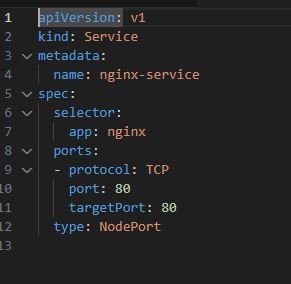 1 apiVersion: v1
2 kind: Service
3 metadata:
4   name: nginx-service
5 spec:
6   selector:
7     app: nginx
8   ports:
9   - protocol: TCP
10     port: 80
11     targetPort: 80
12   type: NodePort
13